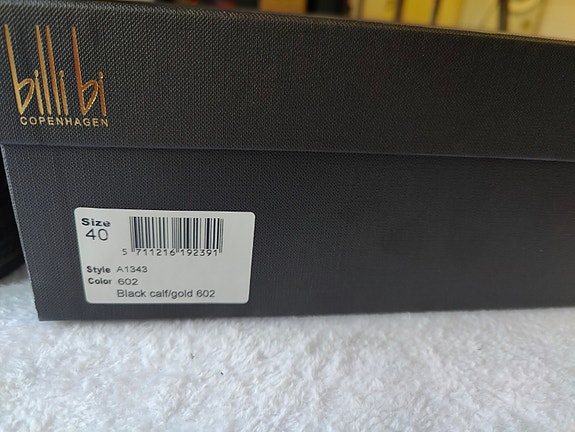 billi bi
COPENHAGEN
Size
40
5 711216 192391
Style A1343
Color 602
Black calf/gold 602